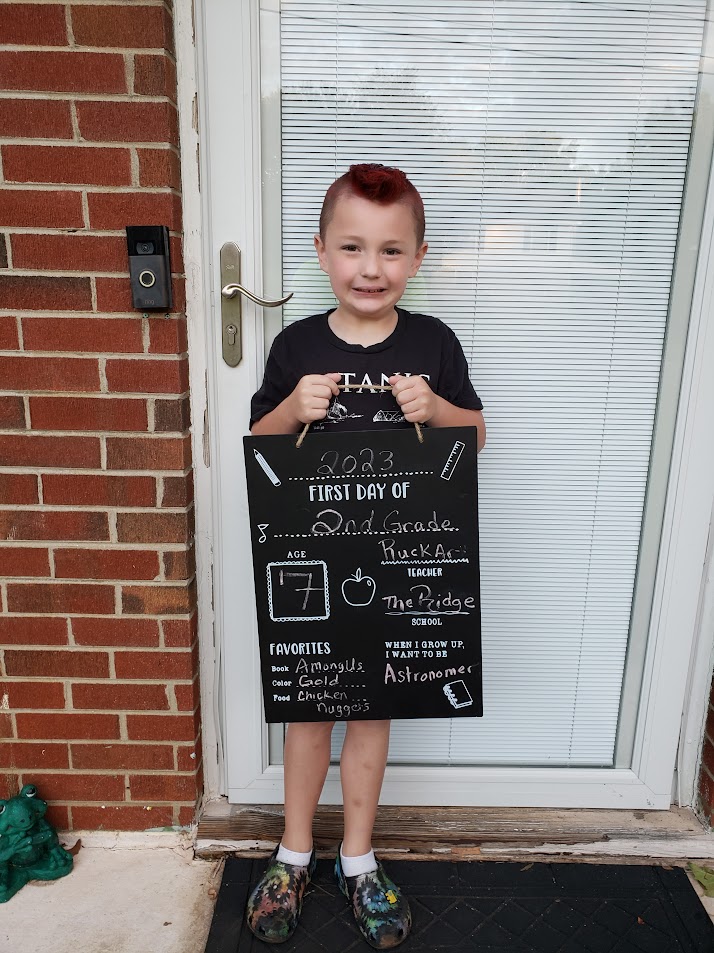 TANIC
2023
FIRST DAY OF
2nd Grade
RuckArt
TEACHER
AGE
7
The Ridge
SCHOOL
FAVORITES
Book AmongUs
Color Gold
Food Chicken
Nuggets
WHEN I GROW UP,
I WANT TO BE
Astronomer